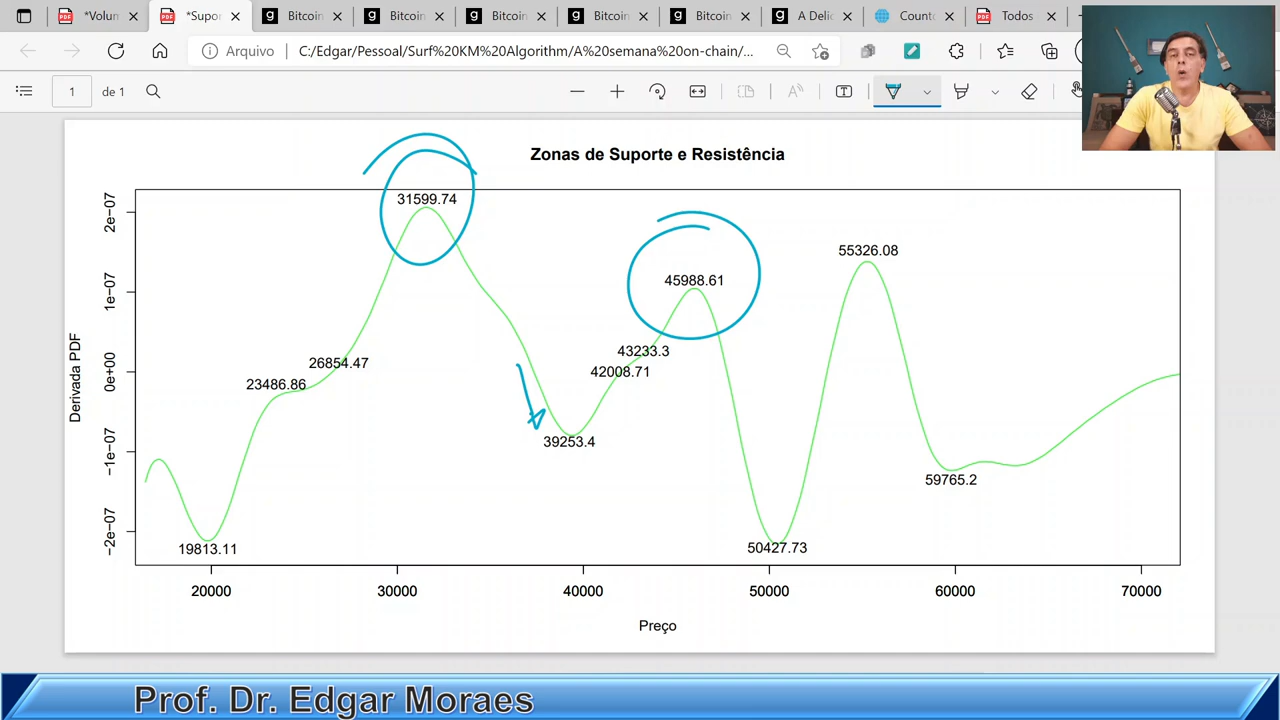 *Volun
*Supor
Bitcoin
Bitcoin
Bitcoin
Bitcoin
Bitcoin
A Delic
Counto
Todos
Arquivo
C:/Edgar/Pessoal/Surf%20KM%20Algorithm/A%20semana%20on-chain/...
1
de 1
Zonas de Suporte e Resistência
31599.74
55326.08
45988.61
43233.3
26854.47
42008.71
23486.86
39253.4
59765.2
50427.73
19813.11
Derivada PDF
2e−07
1e−07
0e+00
−1e−07
−2e−07
20000
30000
40000
50000
60000
70000
Preço
Prof. Dr. Edgar Moraes